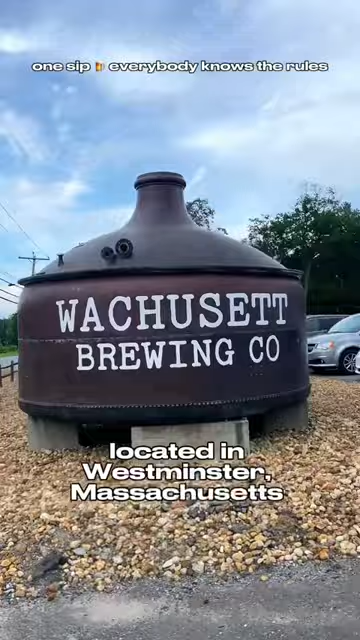 one sip 🍺 everybody knows the rules
WACHUSETT
BREWING CO
located in
Westminster,
Massachusetts